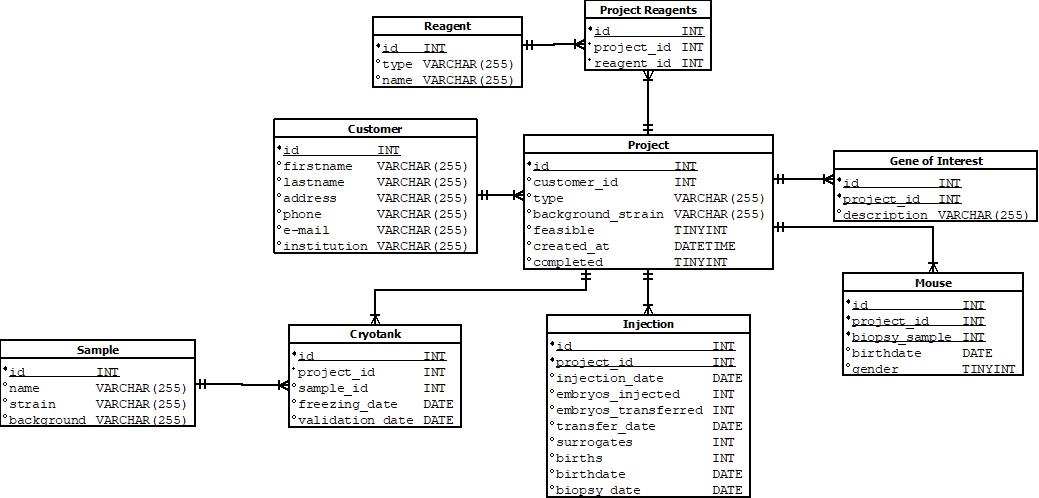 Project Reagents
id INT
project_id INT
reagent_id INT
Reagent
id INT
type VARCHAR(255)
name VARCHAR(255)
Customer
id INT
firstname VARCHAR(255)
lastname VARCHAR(255)
address VARCHAR(255)
phone VARCHAR(255)
e-mail VARCHAR(255)
institution VARCHAR(255)
Project
id INT
customer_id INT
type VARCHAR(255)
background_strain VARCHAR(255)
feasible TINYINT
created_at DATETIME
completed TINYINT
Gene of Interest
id INT
project_id INT
description VARCHAR(255)
Mouse
id INT
project_id INT
biopsy_sample INT
birthdate DATE
gender TINYINT
Sample
id INT
name VARCHAR(255)
strain VARCHAR(255)
background VARCHAR(255)
Cryotank
id INT
project_id INT
sample_id INT
freezing_date DATE
validation_date DATE
Injection
id INT
project_id INT
injection_date DATE
embryos_injected INT
embryos_transferred INT
transfer_date DATE
surrogates INT
births INT
birthdate DATE
biopsy_date DATE